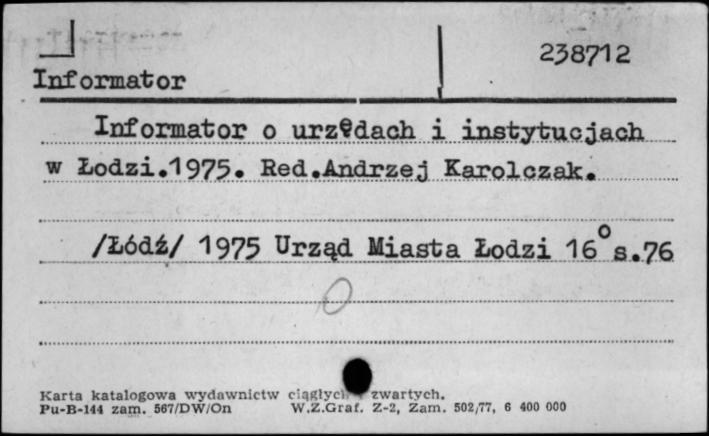 238712
Informator
Informator o urzędach i instytucjach
w Łodzi.1975. Red.Andrzej Karolczak.
/Łódź/ 1975 Urząd Miasta Łodzi 16° s.76
Karta katalogowa wydawnictw ciągłych zwartych.
Pu-B-144 zam. 567/DW/On W.Z.Graf. Z-2, Zam. 502/77, 6 400 000